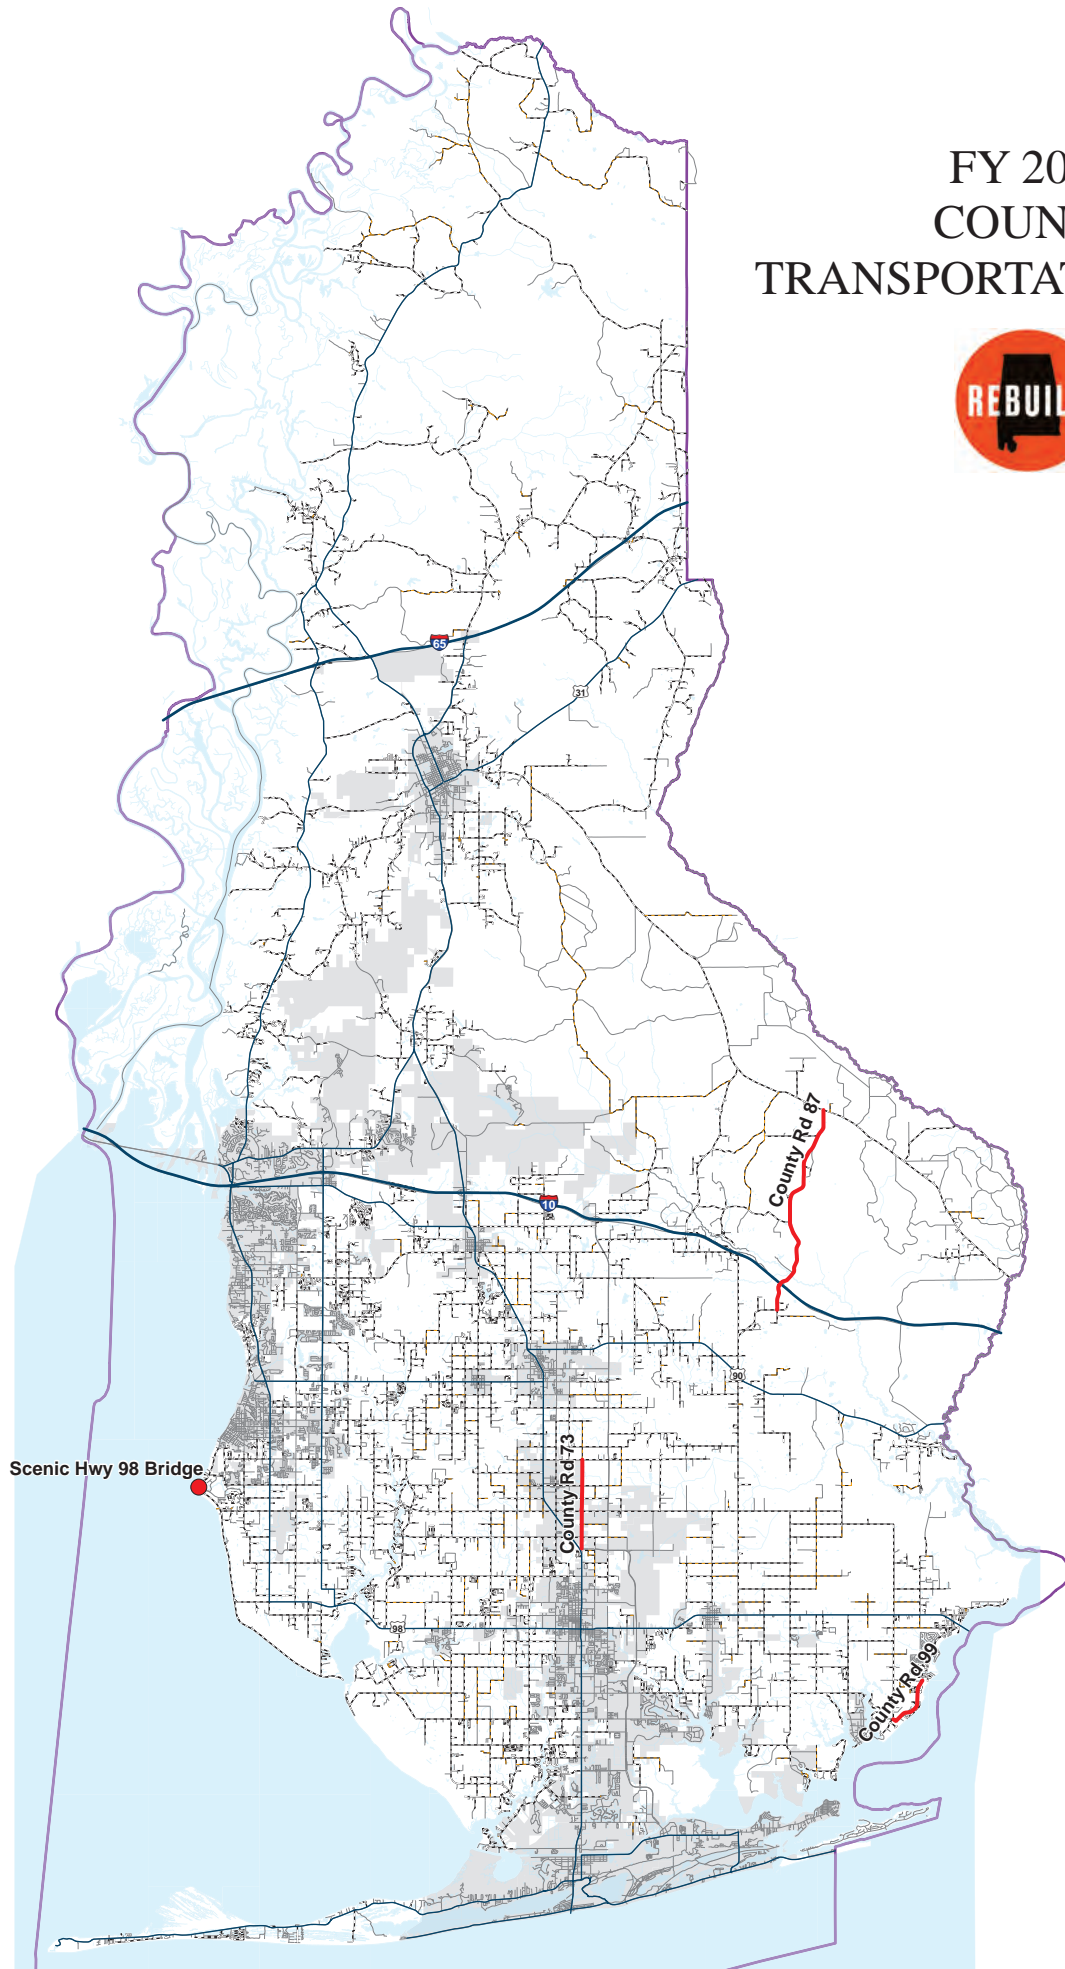 FY 20
COUN
TRANSPORTAT
REBUIL
65
31
County Rd 87
10
90
County Rd 73
Scenic Hwy 98 Bridge
98
County Rd 99